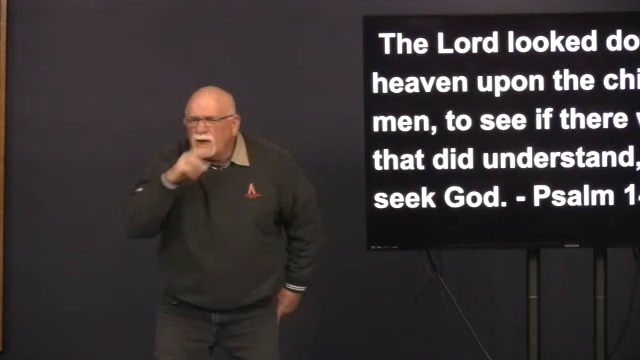 The Lord looked do
heaven upon the chi
men, to see if there w
that did understand,
seek God. - Psalm 1